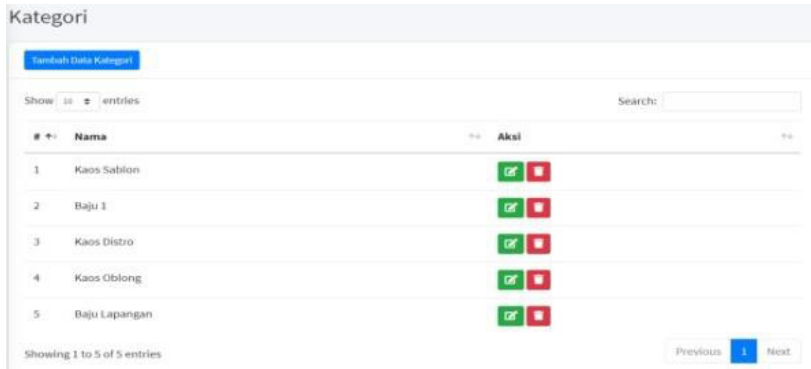 Kategori
Tambah Data Kategori
Show 10 entries
Search:
# Nama Aksi
1 Kaos Sablon
2 Baju 1
3 Kaos Distro
4 Kaos Oblong
5 Baju Lapangan
Showing 1 to 5 of 5 entries
Previous 1 Next